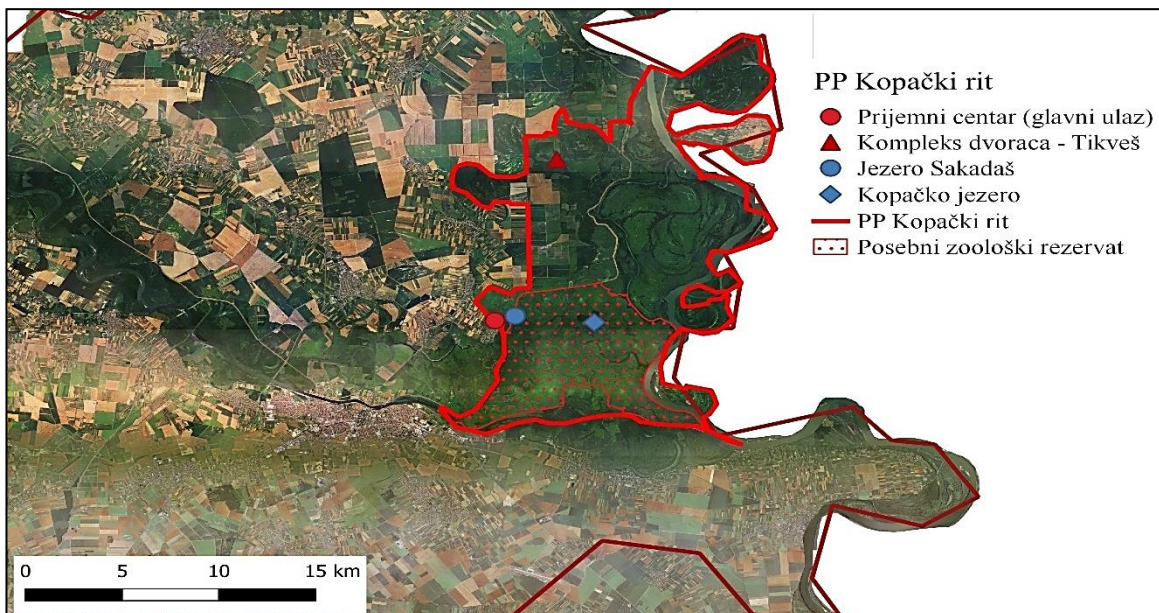 PP Kopački rit
Prijemni centar (glavni ulaz)
Kompleks dvoraca - Tikveš
Jezero Sakadaš
Kopačko jezero
PP Kopački rit
Posebni zoološki rezervat
0 5 10 15 km